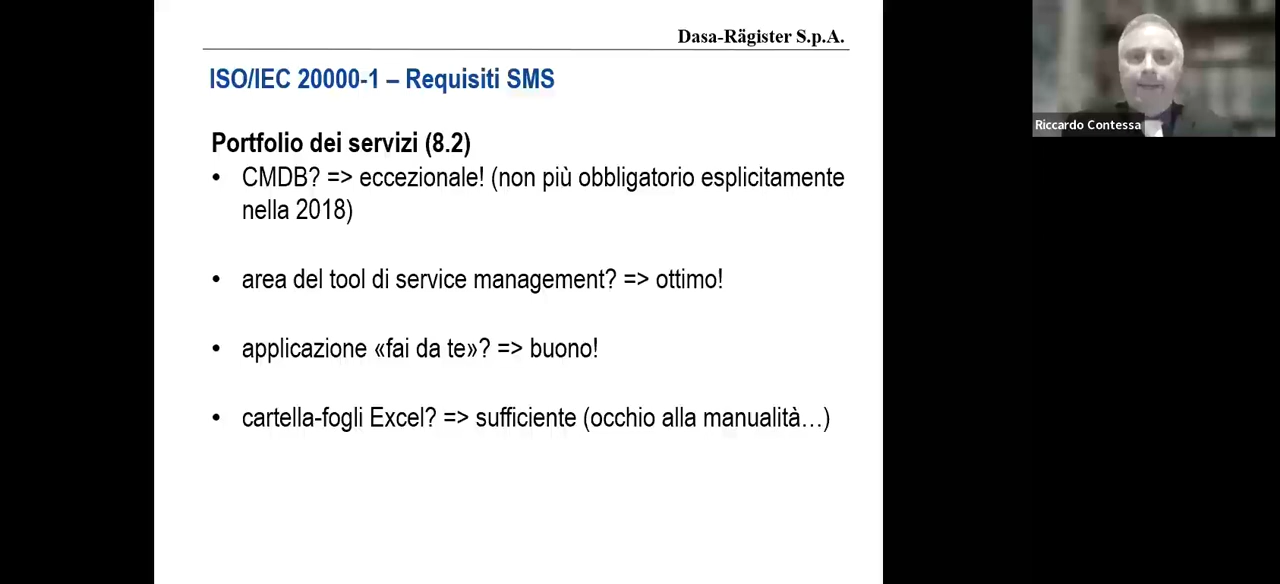 Dasa-Rägister S.p.A.
ISO/IEC 20000-1 – Requisiti SMS
Portfolio dei servizi (8.2)
• CMDB? => eccezionale! (non più obbligatorio esplicitamente
nella 2018)
• area del tool di service management? => ottimo!
• applicazione «fai da te»? => buono!
• cartella-fogli Excel? => sufficiente (occhio alla manualità…)
Riccardo Contessa